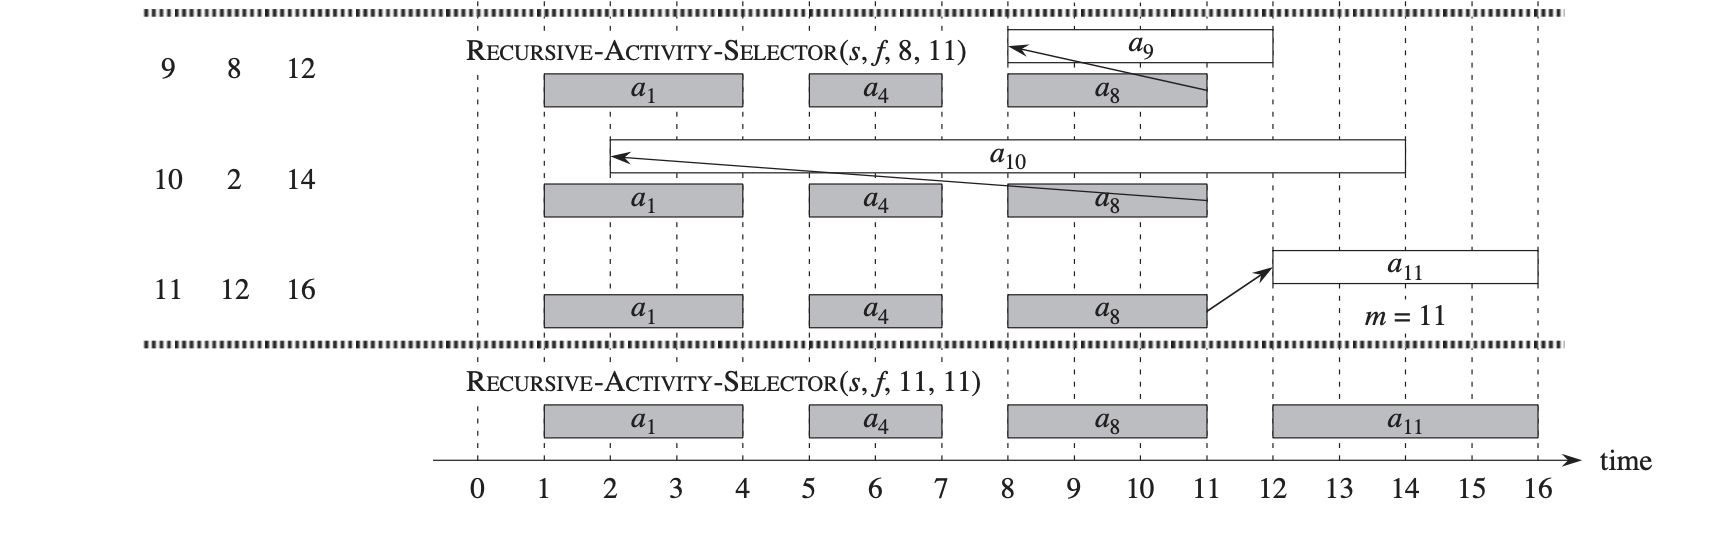 RECURSIVE-ACTIVITY-SELECTOR(s, f, 8, 11)
a9
9 8 12
a1 a4 a8
a10
10 2 14
a1 a4 a8
a11
11 12 16
a1 a4 a8
m = 11
RECURSIVE-ACTIVITY-SELECTOR(s, f, 11, 11)
a1 a4 a8 a11
time
0 1 2 3 4 5 6 7 8 9 10 11 12 13 14 15 16